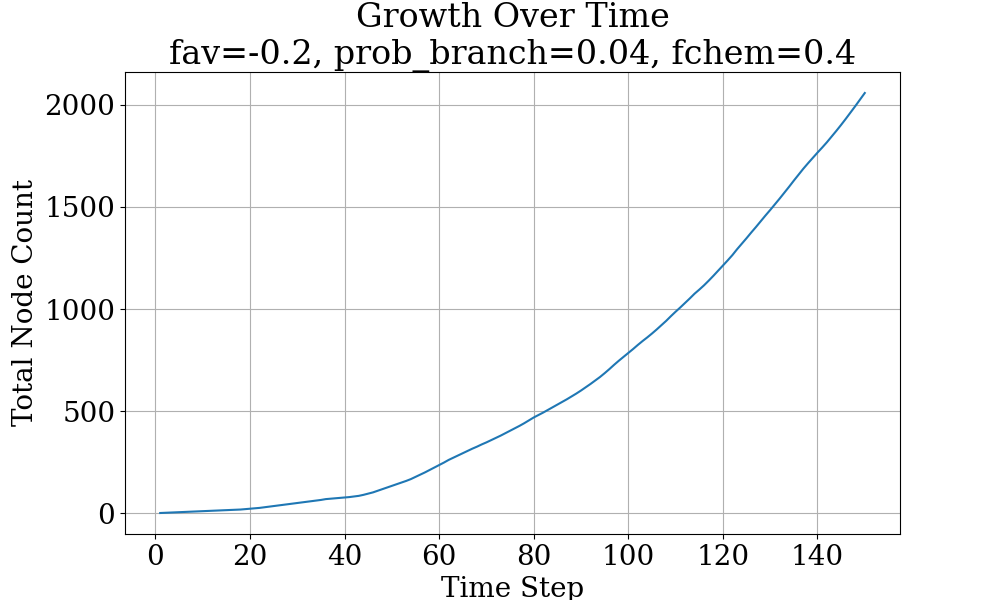 Growth Over Time
fav=-0.2, prob_branch=0.04, fchem=0.4
Total Node Count
2000
1500
1000
500
0
0 20 40 60 80 100 120 140
Time Step